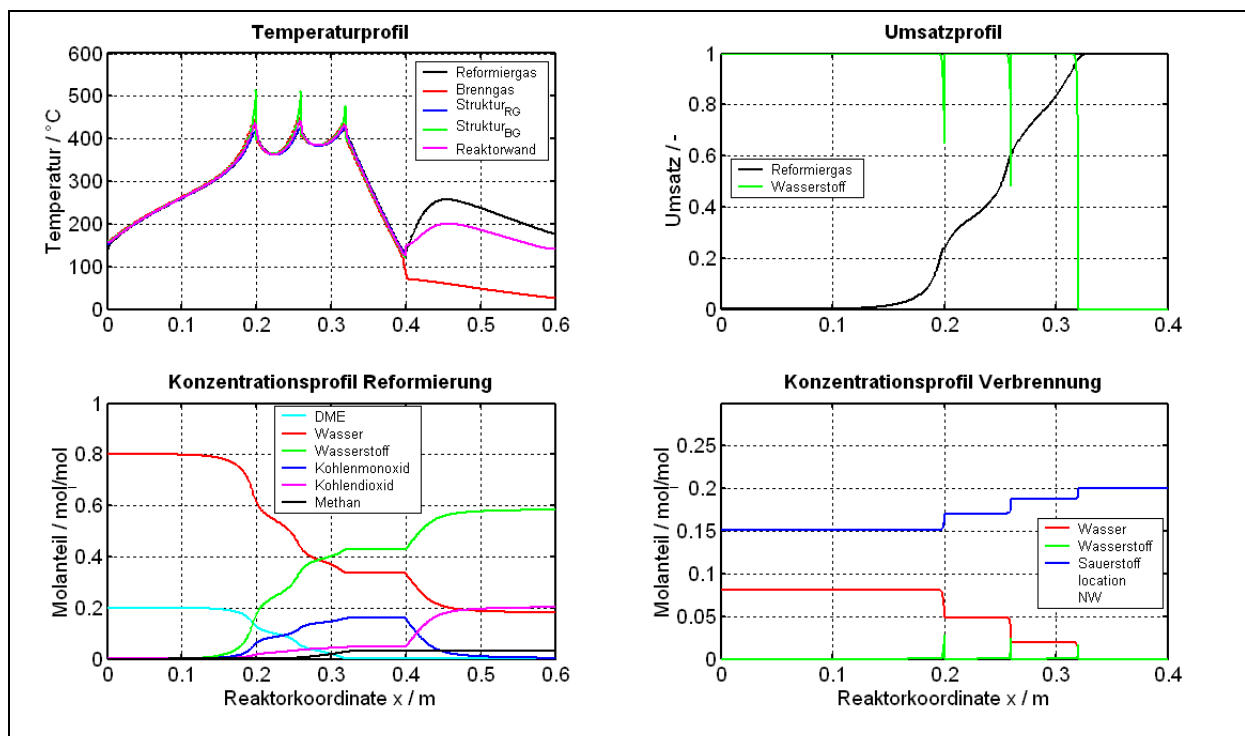 Temperaturprofil
600
500
400
300
200
100
0
Temperatur / °C
Reformiergas
Brenngas
Struktur_RG
Struktur_BG
Reaktorwand
0 0.1 0.2 0.3 0.4 0.5 0.6
Umsatzprofil
1
0.8
0.6
0.4
0.2
0
Umsatz / -
Reformiergas
Wasserstoff
0 0.1 0.2 0.3 0.4
Konzentrationsprofil Reformierung
1
0.8
0.6
0.4
0.2
0
Molanteil / mol/mol
DME
Wasser
Wasserstoff
Kohlenmonoxid
Kohlendioxid
Methan
0 0.1 0.2 0.3 0.4 0.5 0.6
Reaktorkoordinate x / m
Konzentrationsprofil Verbrennung
0.25
0.2
0.15
0.1
0.05
0
Molanteil / mol/mol
Wasser
Wasserstoff
Sauerstoff
location
NW
0 0.1 0.2 0.3 0.4
Reaktorkoordinate x / m